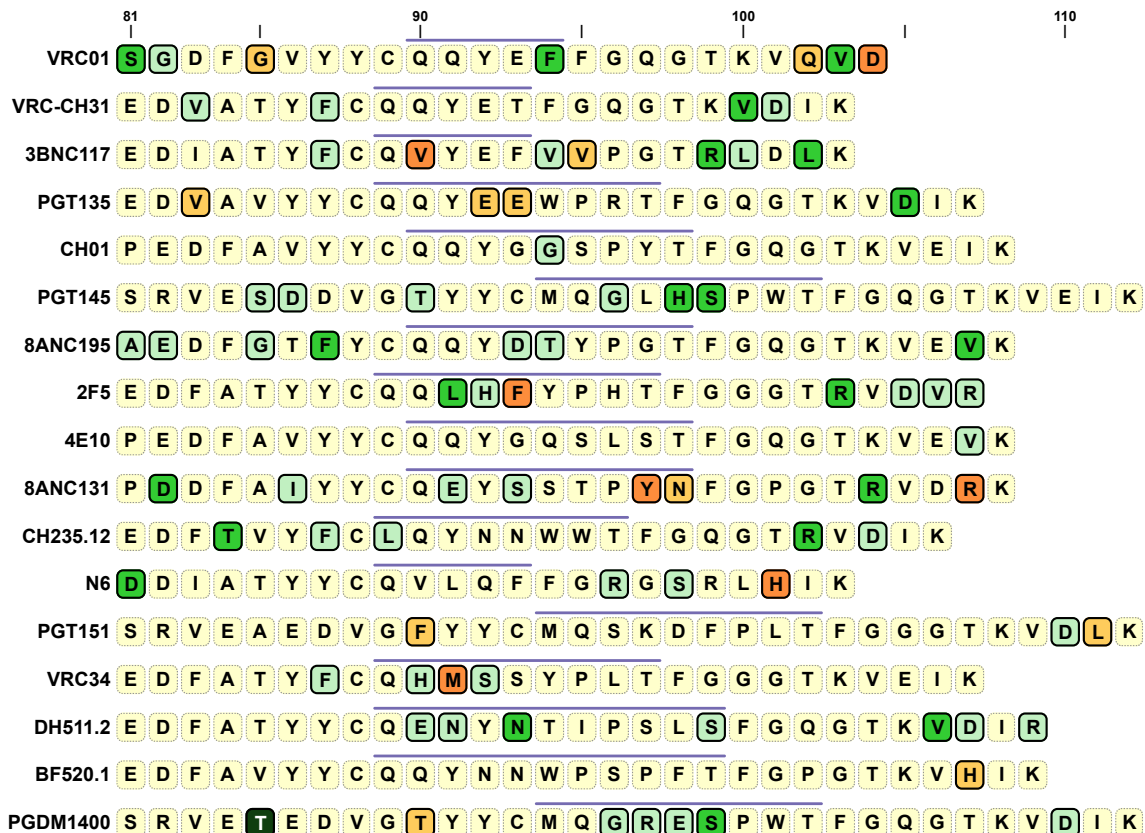 81 90 100 110
VRC01 S G D F G V Y Y C Q Q Y E F F G Q G T K V Q V D
VRC-CH31 E D V A T Y F C Q Q Y E T F G Q G T K V D I K
3BNC117 E D I A T Y F C Q V Y E F V V P G T R L D L K
PGT135 E D V A V Y Y C Q Q Y E E W P R T F G Q G T K V D I K
CH01 P E D F A V Y Y C Q Q Y G G S P Y T F G Q G T K V E I K
PGT145 S R V E S D D V G T Y Y C M Q G L H S P W T F G Q G T K V E I K
8ANC195 A E D F G T F Y C Q Q Y D T Y P G T F G Q G T K V E V K
2F5 E D F A T Y Y C Q Q L H F Y P H T F G G G T R V D V R
4E10 P E D F A V Y Y C Q Q Y G Q S L S T F G Q G T K V E V K
8ANC131 P D D F A I Y Y C Q E Y S S T P Y N F G P G T R V D R K
CH235.12 E D F T V Y F C L Q Y N N W W T F G Q G T R V D I K
N6 D D I A T Y Y C Q V L Q F F G R G S R L H I K
PGT151 S R V E A E D V G F Y Y C M Q S K D F P L T F G G G T K V D L K
VRC34 E D F A T Y F C Q H M S S Y P L T F G G G T K V E I K
DH511.2 E D F A T Y Y C Q E N Y N T I P S L S F G Q G T K V D I R
BF520.1 E D F A V Y Y C Q Q Y N N W P S P F T F G P G T K V H I K
PGDM1400 S R V E T E D V G T Y Y C M Q G R E S P W T F G Q G T K V D I K